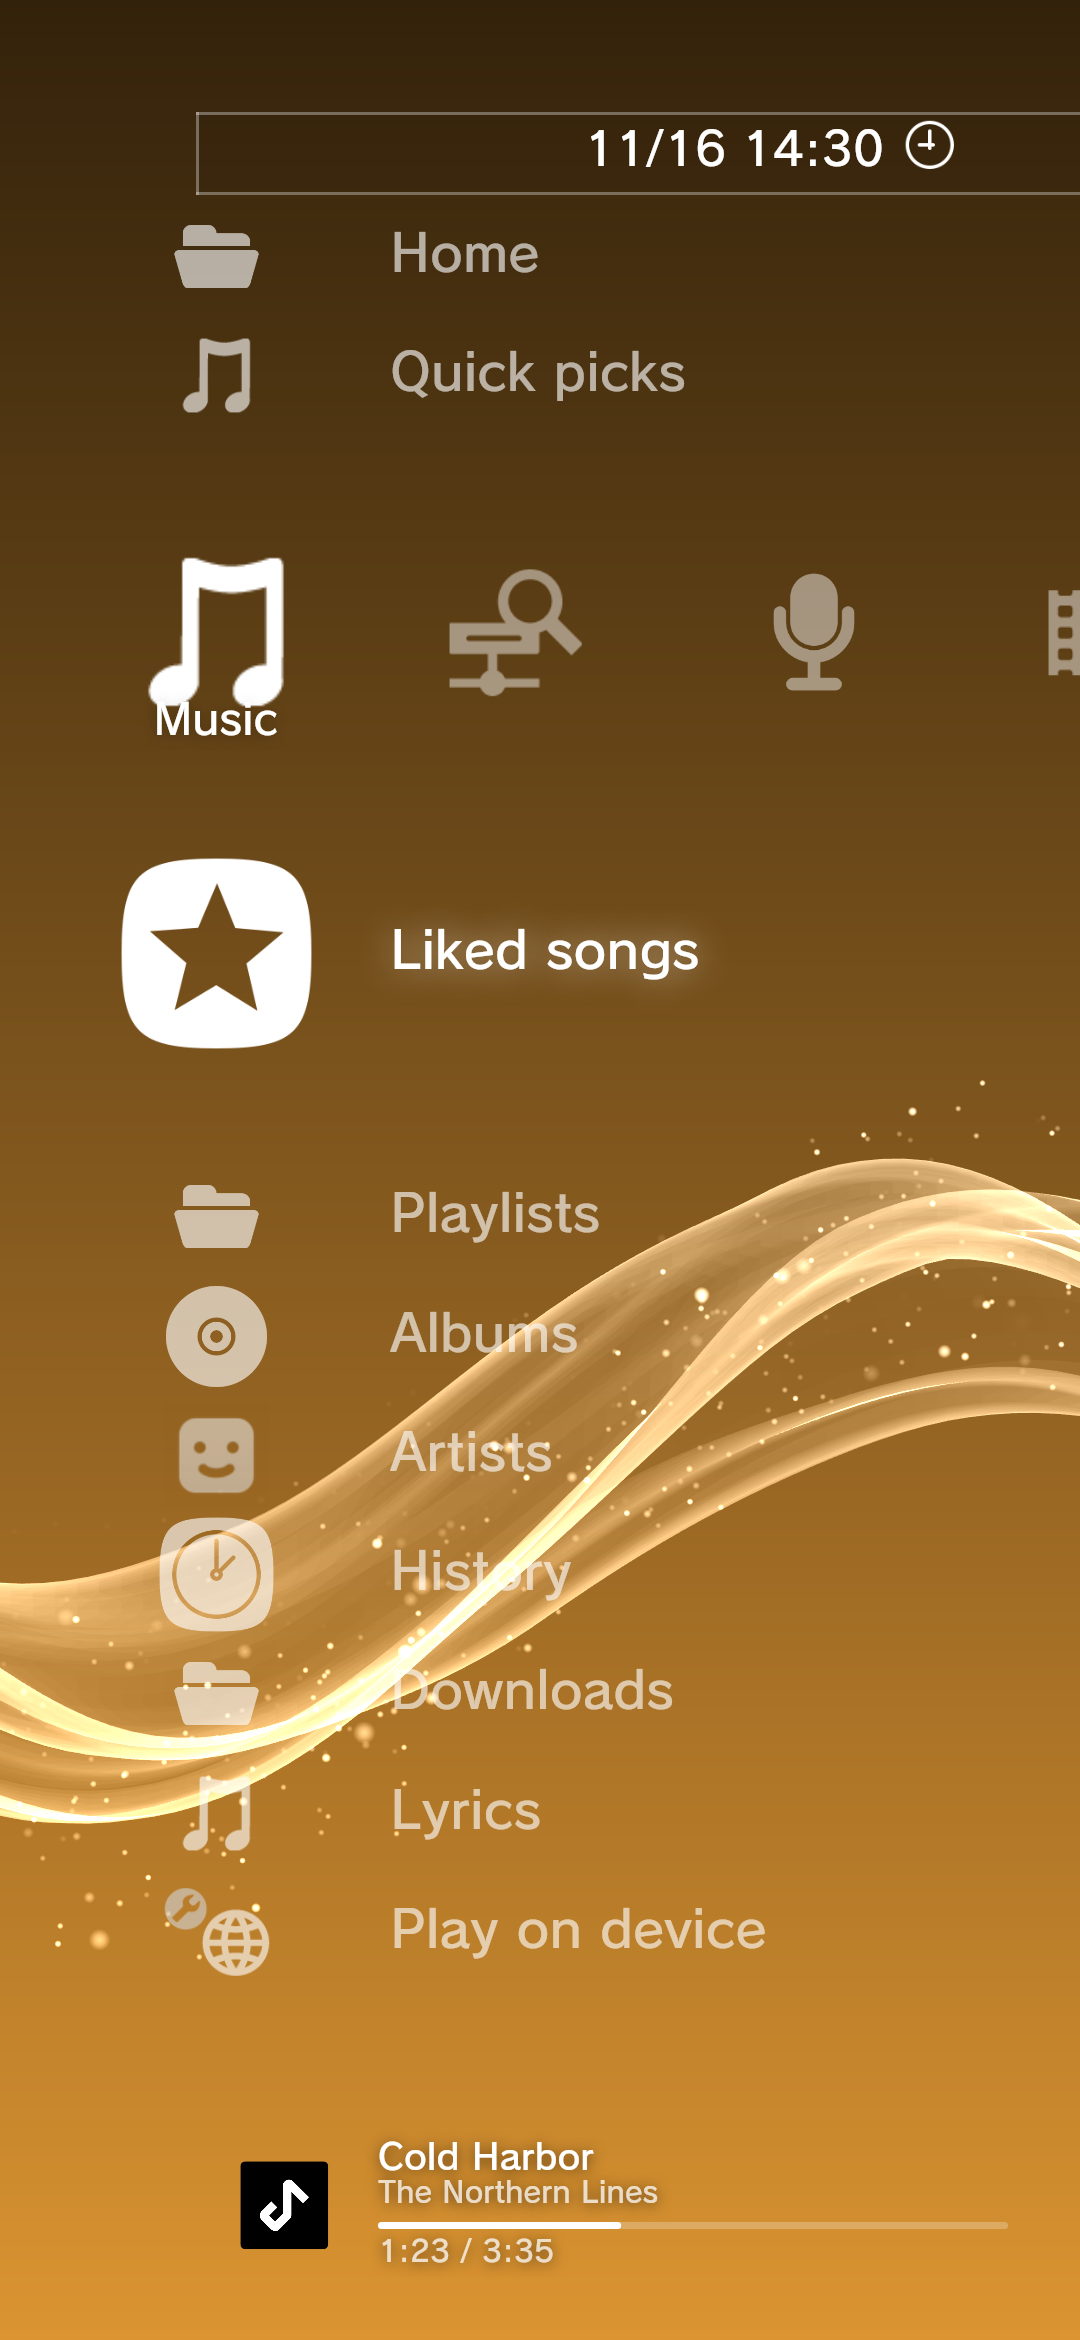 11/16 14:30
Home
Quick picks
Music
Liked songs
Playlists
Albums
Artists
History
Downloads
Lyrics
Play on device
Cold Harbor
The Northern Lines
1:23 / 3:35